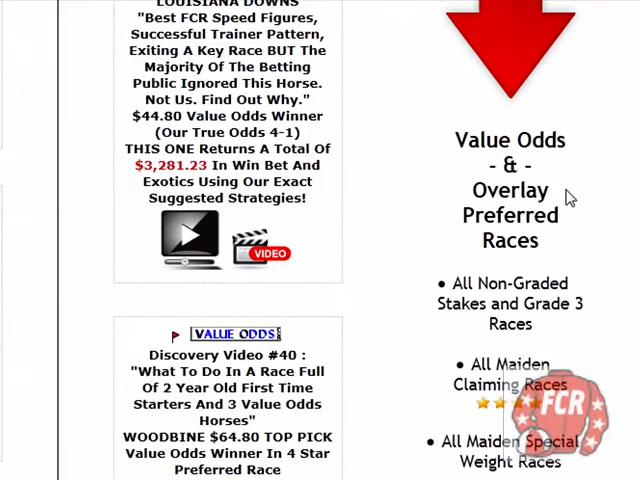 LOUISIANA DOWNS
"Best FCR Speed Figures,
Successful Trainer Pattern,
Exiting A Key Race BUT The
Majority Of The Betting
Public Ignored This Horse.
Not Us. Find Out Why."
$44.80 Value Odds Winner
(Our True Odds 4-1)
THIS ONE Returns A Total Of
$3,281.23 In Win Bet And
Exotics Using Our Exact
Suggested Strategies!
VIDEO
VALUE ODDS
Discovery Video #40 :
"What To Do In A Race Full
Of 2 Year Old First Time
Starters And 3 Value Odds
Horses"
WOODBINE $64.80 TOP PICK
Value Odds Winner In 4 Star
Preferred Race
Value Odds
- & -
Overlay
Preferred
Races
● All Non-Graded
Stakes and Grade 3
Races
● All Maiden
Claiming Races
● All Maiden Special
Weight Races
FCR